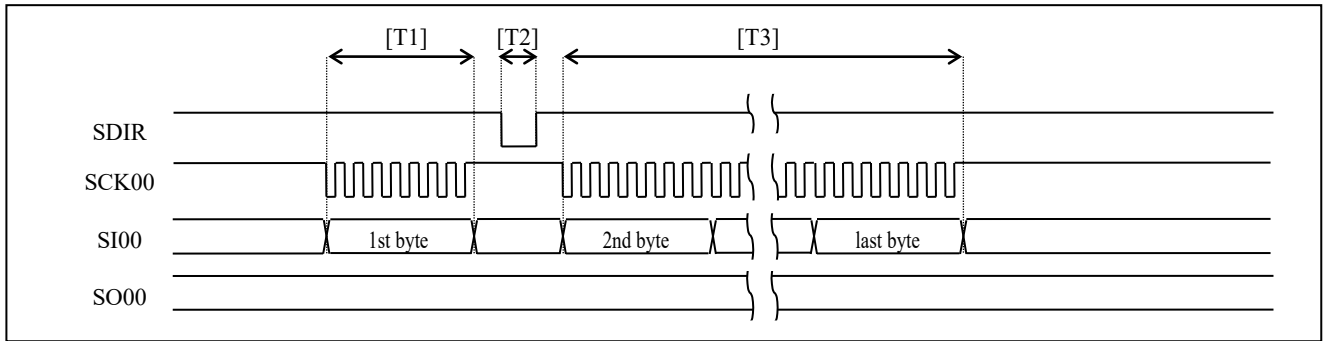 [T1] [T2] [T3]
SDIR
SCK00
SI00 1st byte 2nd byte last byte
SO00